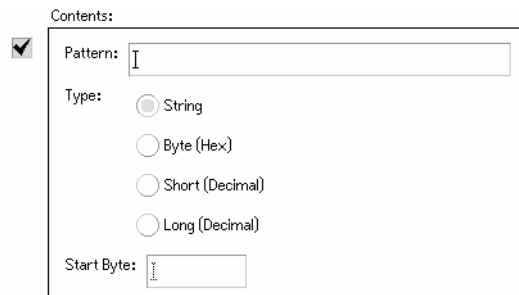 Contents:
Pattern:
Type:
String
Byte (Hex)
Short (Decimal)
Long (Decimal)
Start Byte: